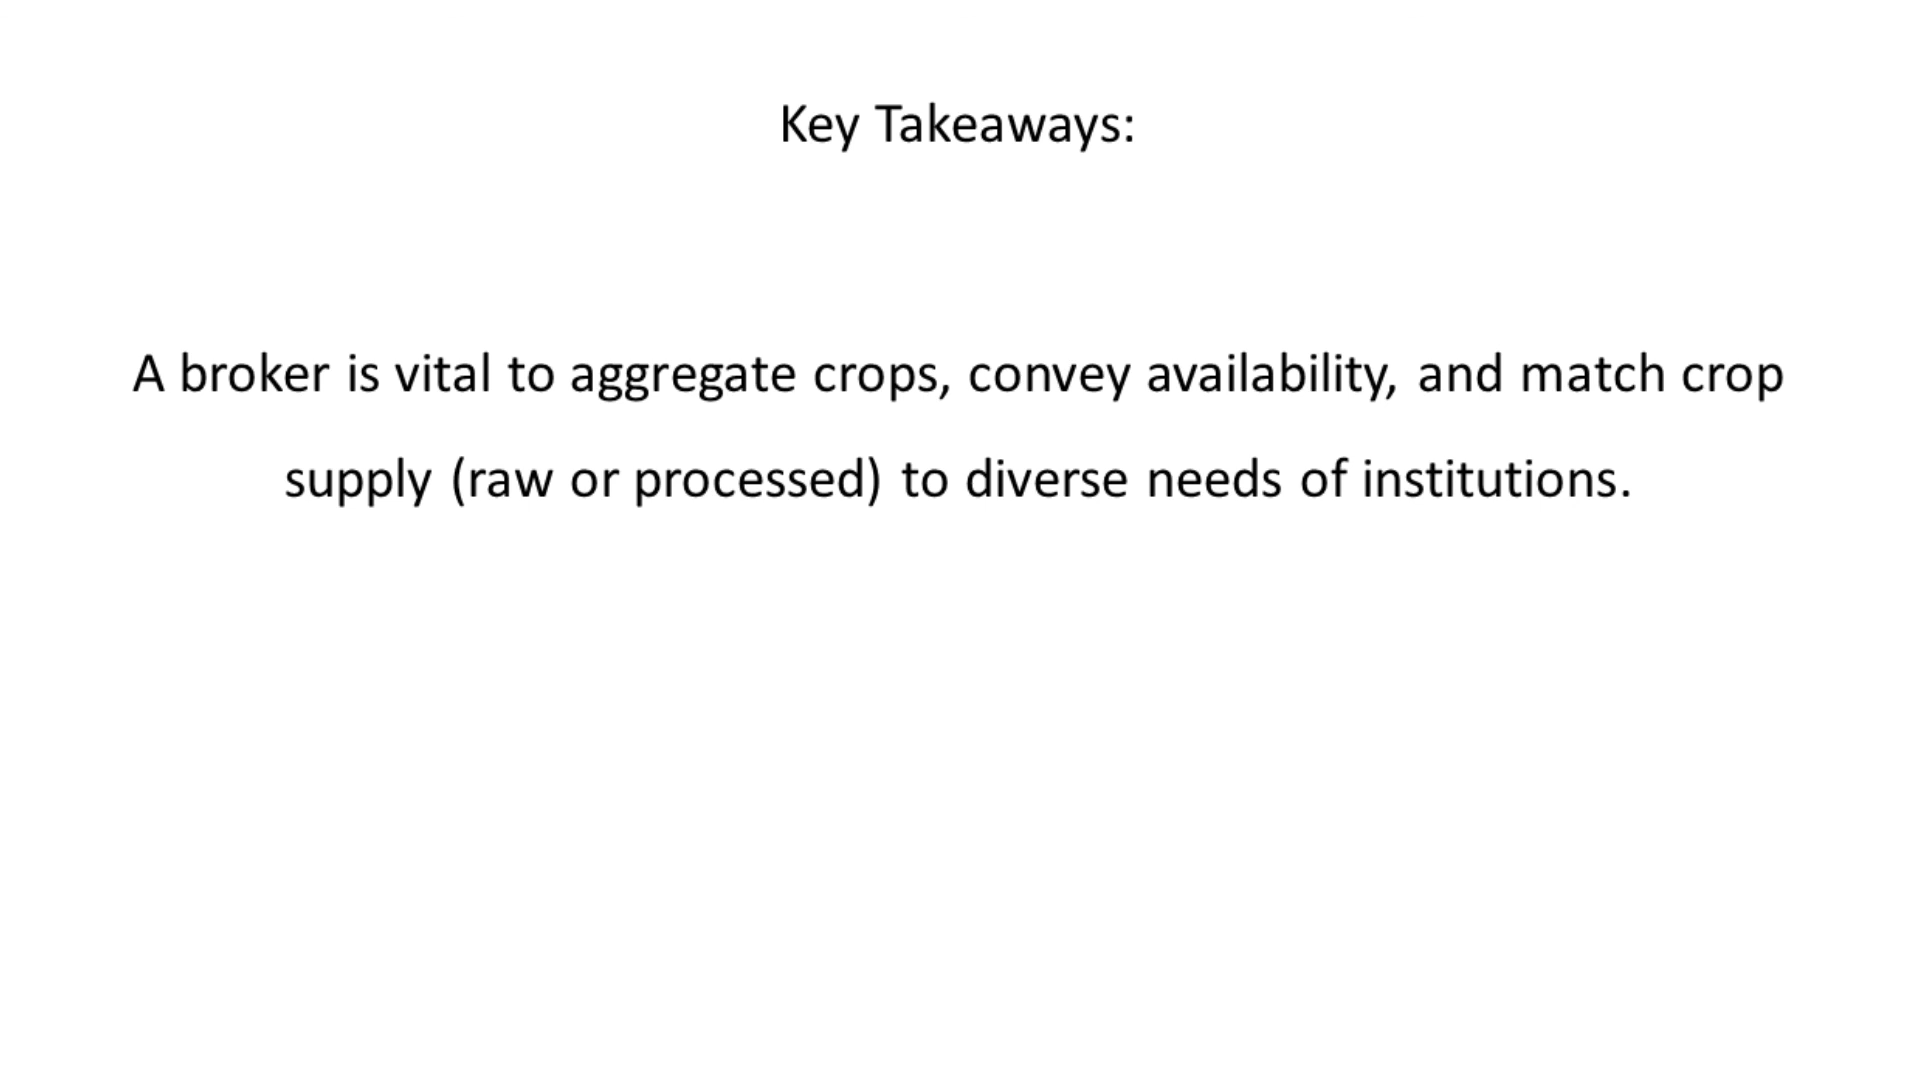 Key Takeaways:
A broker is vital to aggregate crops, convey availability, and match crop
supply (raw or processed) to diverse needs of institutions.